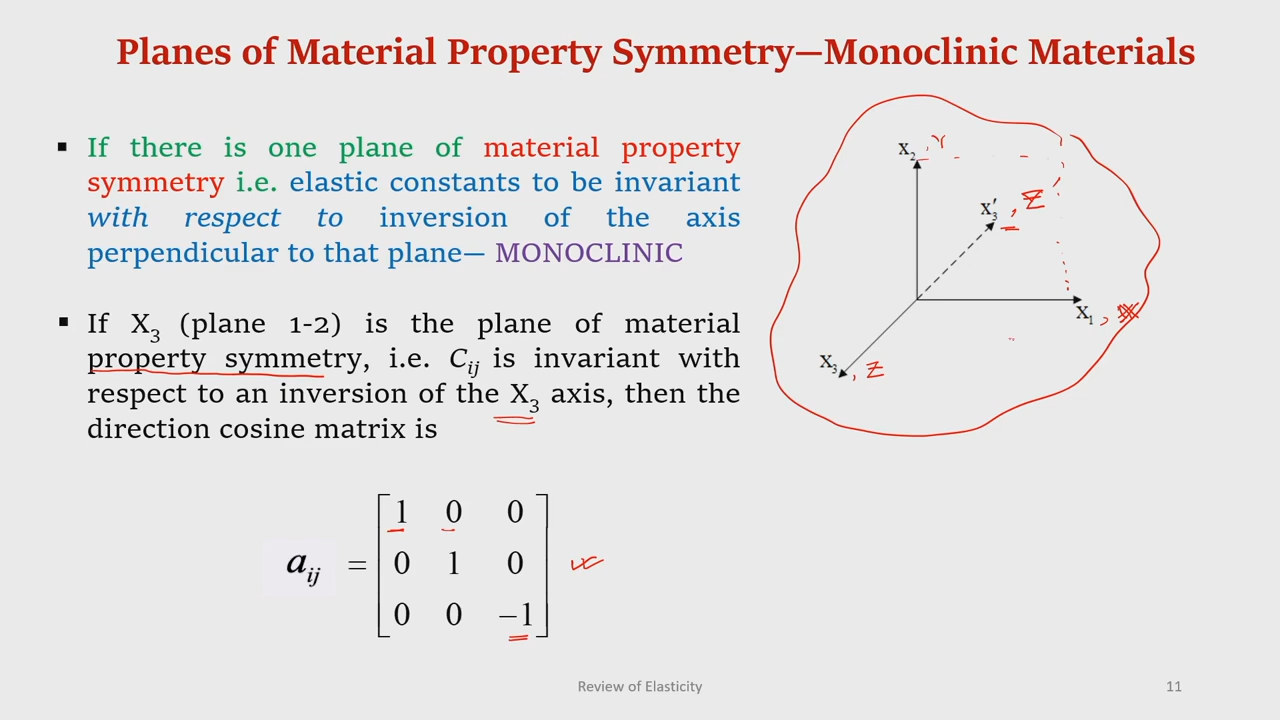 Planes of Material Property Symmetry—Monoclinic Materials
▪ If there is one plane of material property
symmetry i.e. elastic constants to be invariant
with respect to inversion of the axis
perpendicular to that plane— MONOCLINIC
▪ If X3 (plane 1-2) is the plane of material
property symmetry, i.e. Cij is invariant with
respect to an inversion of the X3 axis, then the
direction cosine matrix is
aij =
1 0 0
0 1 0
0 0 −1
x2
x3′, Z
x1,
x3, Z
Review of Elasticity
11